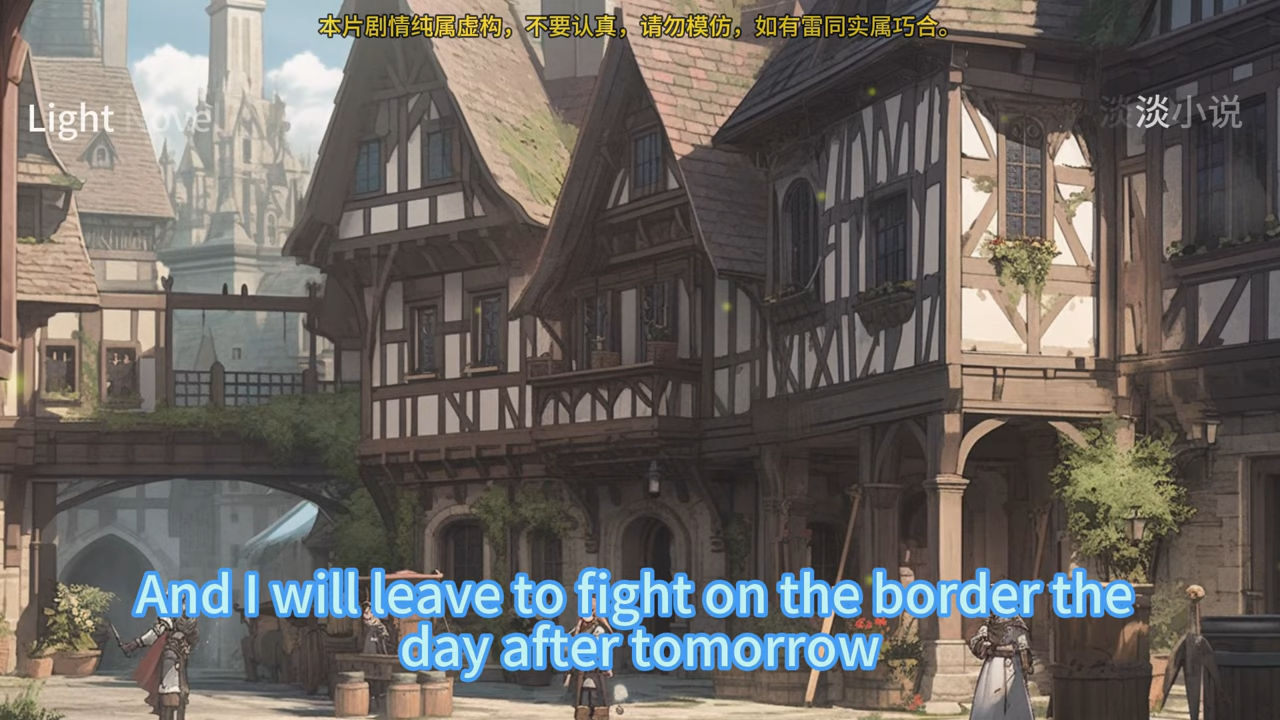 本片剧情纯属虚构，不要认真，请勿模仿，如有雷同实属巧合。
Light Novel
淡淡小说
And I will leave to fight on the border the
day after tomorrow